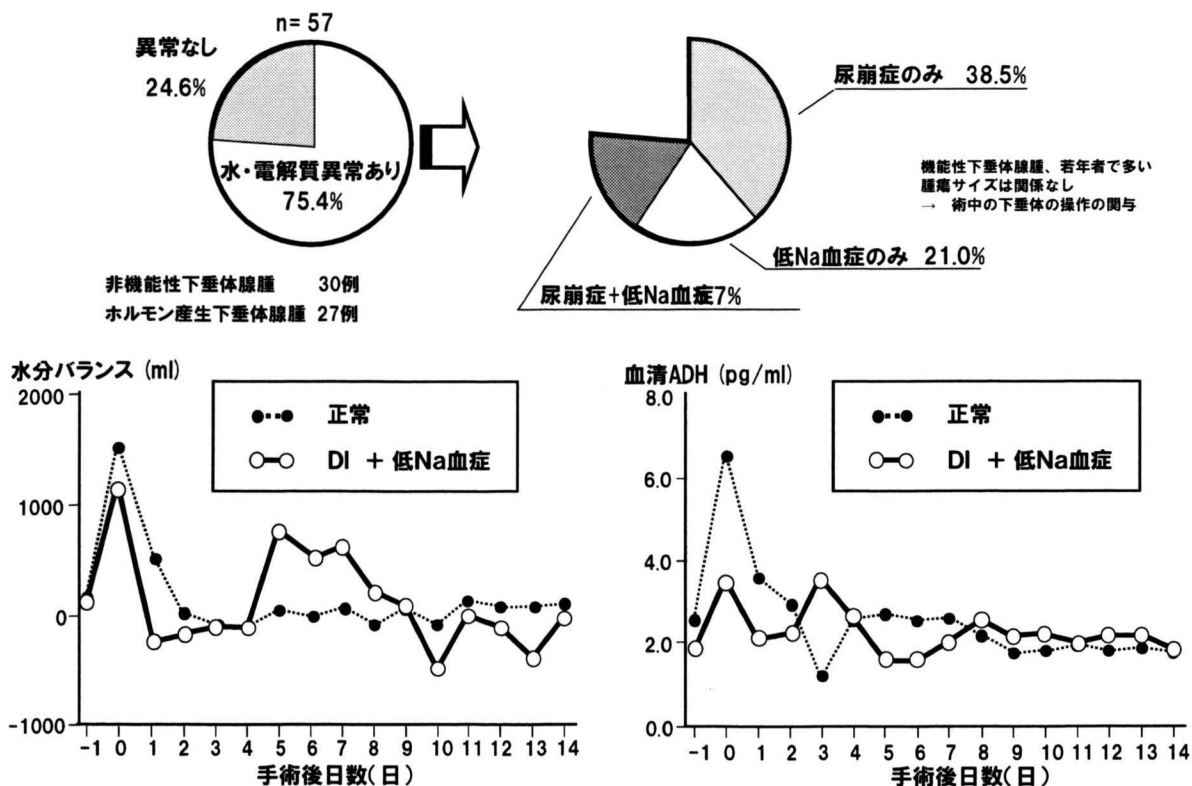 n= 57
異常なし
24.6%
水・電解質異常あり
75.4%
非機能性下垂体腺腫 30例
ホルモン産生下垂体腺腫 27例
尿崩症のみ 38.5%
機能性下垂体腺腫、若年者で多い
腫瘍サイズは関係なし
→ 術中の下垂体の操作の関与
低Na血症のみ 21.0%
尿崩症+低Na血症7%
水分バランス (ml)
2000
1000
0
-1000
正常
DI + 低Na血症
-1 0 1 2 3 4 5 6 7 8 9 10 11 12 13 14
手術後日数(日)
血清ADH (pg/ml)
8.0
6.0
4.0
2.0
0.0
正常
DI + 低Na血症
-1 0 1 2 3 4 5 6 7 8 9 10 11 12 13 14
手術後日数(日)